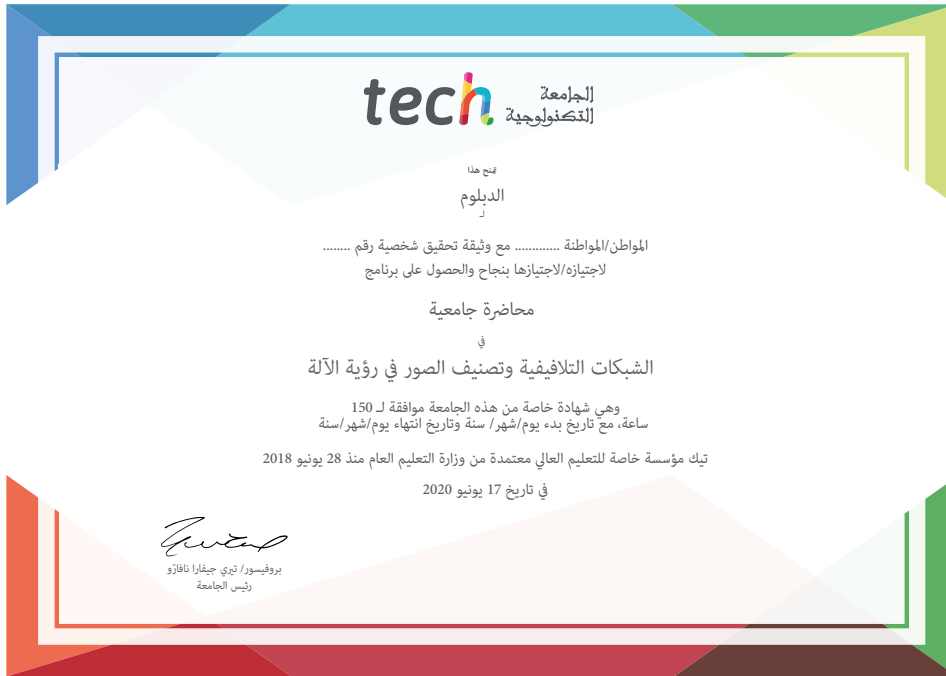 tech الجامعة
التكنولوجية
تمنح هذا
الدبلوم
لـ
المواطن/المواطنة ............ مع وثيقة تحقيق شخصية رقم ........
لاجتيازه/لاجتيازها بنجاح والحصول على برنامج
محاضرة جامعية
في
الشبكات التلافيفية وتصنيف الصور في رؤية الآلة
وهي شهادة خاصة من هذه الجامعة موافقة لـ 150
ساعة، مع تاريخ بدء يوم/شهر/ سنة وتاريخ انتهاء يوم/شهر/سنة
تيك مؤسسة خاصة للتعليم العالي معتمدة من وزارة التعليم العام منذ 28 يونيو 2018
في تاريخ 17 يونيو 2020
بروفيسور/ تيري جيفارا نافارّو
رئيس الجامعة